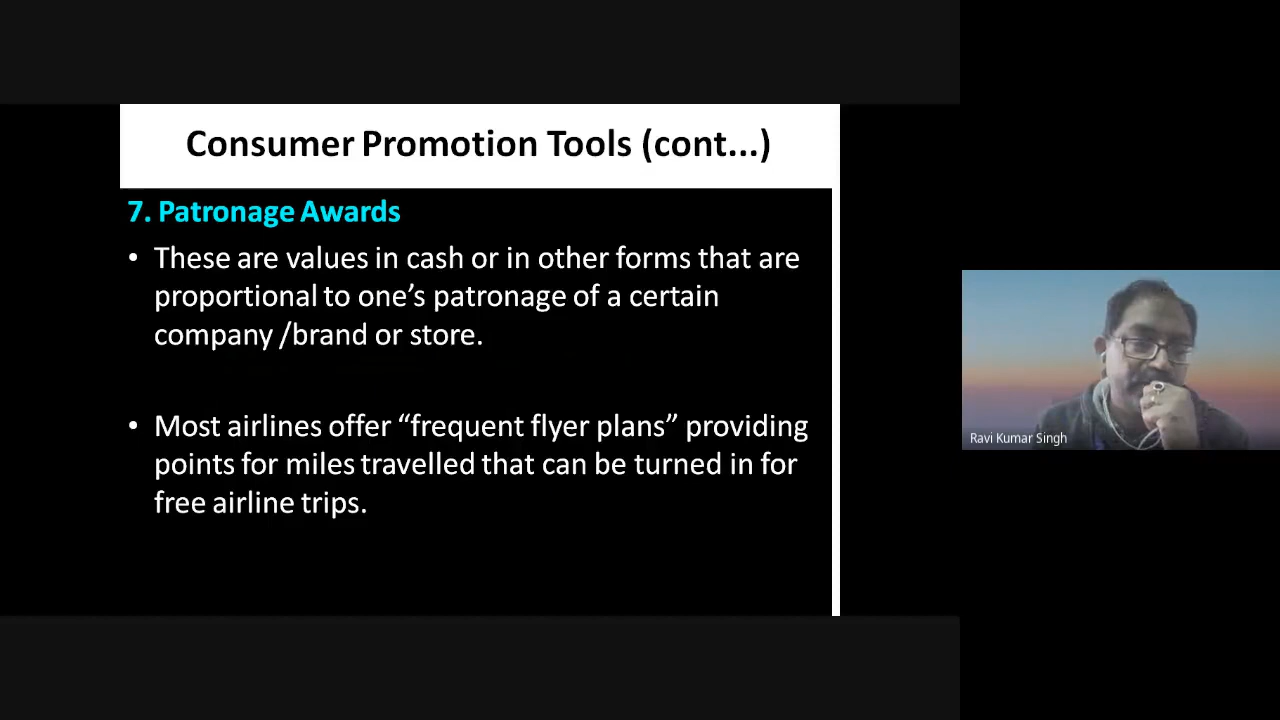 Consumer Promotion Tools (cont...)
7. Patronage Awards
• These are values in cash or in other forms that are
proportional to one’s patronage of a certain
company /brand or store.
• Most airlines offer “frequent flyer plans” providing
points for miles travelled that can be turned in for
free airline trips.
Ravi Kumar Singh